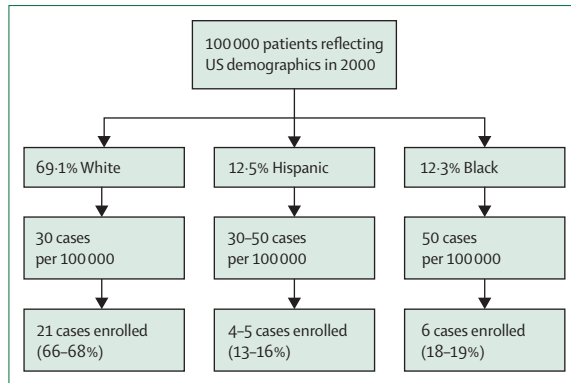 100 000 patients reflecting
US demographics in 2000
69·1% White
12·5% Hispanic
12·3% Black
30 cases
per 100 000
30–50 cases
per 100 000
50 cases
per 100 000
21 cases enrolled
(66–68%)
4–5 cases enrolled
(13–16%)
6 cases enrolled
(18–19%)